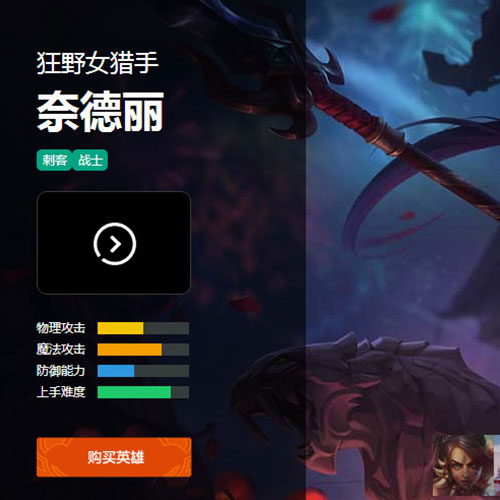 狂野女猎手
奈德丽
刺客 战士
物理攻击
魔法攻击
防御能力
上手难度
购买英雄